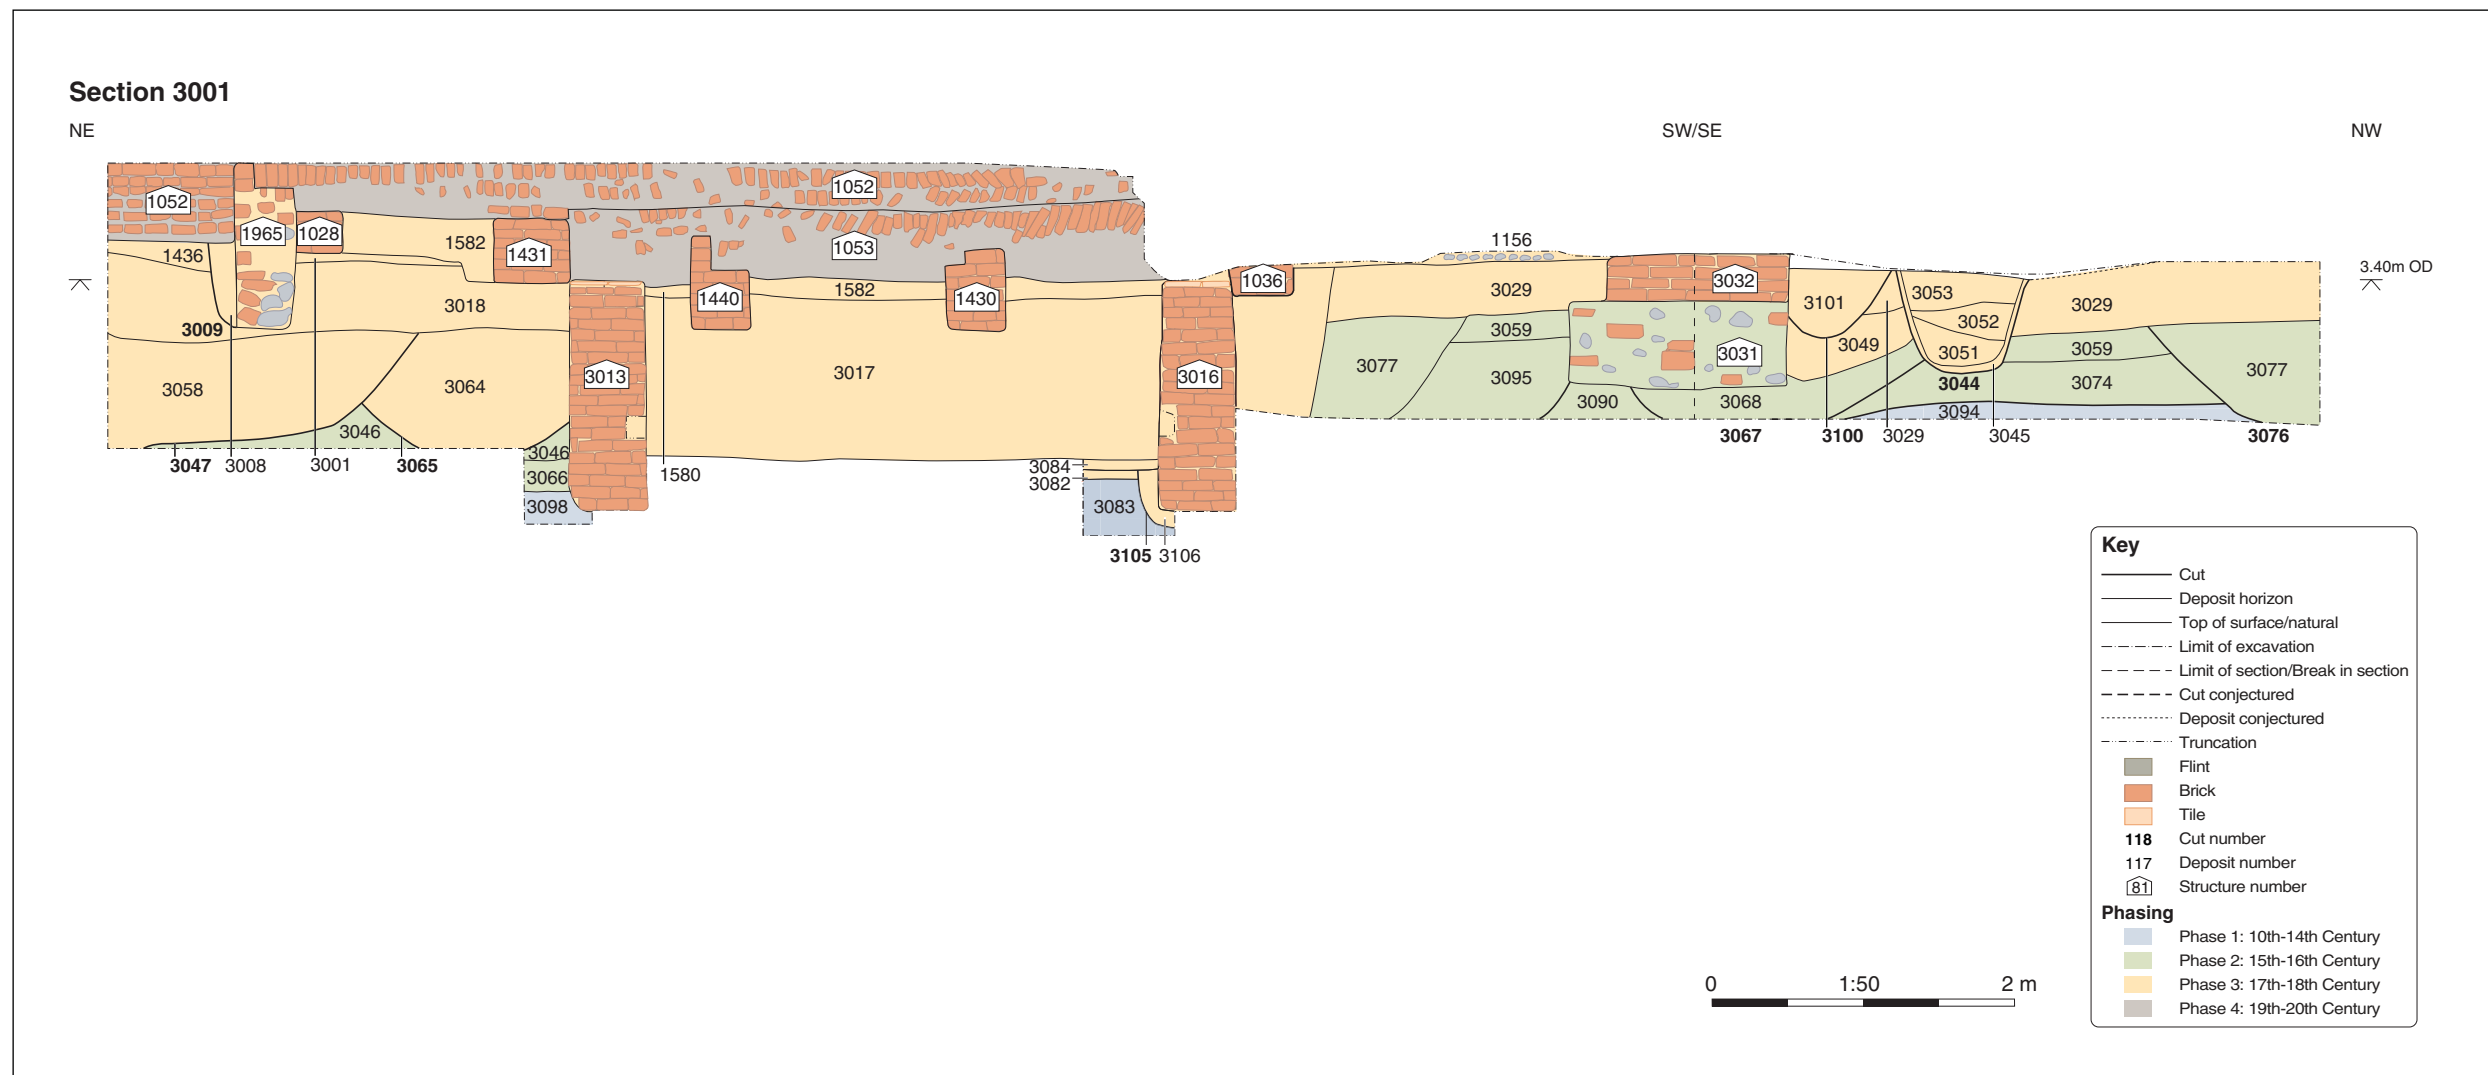 Section 3001
NE
SW/SE
NW
1052
1965
1028
1436
1582
1431
1052
1053
1440
1582
1430
3009
3018
3058
3064
3046
3013
3017
3016
3047
3008
3001
3065
3046
3066
3098
1580
3084
3082
3083
3105
3106
1036
1156
3029
3032
3077
3059
3095
3031
3090
3068
3101
3049
3053
3052
3051
3044
3094
3029
3059
3074
3077
3067
3100
3029
3045
3076
3.40m OD
Key
Cut
Deposit horizon
Top of surface/natural
Limit of excavation
Limit of section/Break in section
Cut conjectured
Deposit conjectured
Truncation
Flint
Brick
Tile
118 Cut number
117 Deposit number
81 Structure number
Phasing
Phase 1: 10th-14th Century
Phase 2: 15th-16th Century
Phase 3: 17th-18th Century
Phase 4: 19th-20th Century
0 1:50 2 m